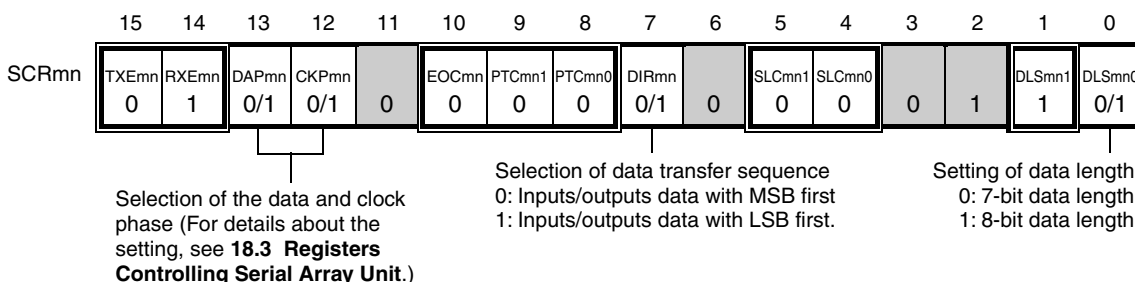 15 14 13 12 11 10 9 8 7 6 5 4 3 2 1 0
SCRmn
TXEmn RXEmn DAPmn CKPmn EOCmn PTCmn1 PTCmn0 DIRmn SLCmn1 SLCmn0 DLSmn1 DLSmn0
0 1 0/1 0/1 0 0 0 0 0/1 0 0 0 0 1 1 0/1
Selection of the data and clock
phase (For details about the
setting, see 18.3 Registers
Controlling Serial Array Unit.)
Selection of data transfer sequence
0: Inputs/outputs data with MSB first
1: Inputs/outputs data with LSB first.
Setting of data length
0: 7-bit data length
1: 8-bit data length